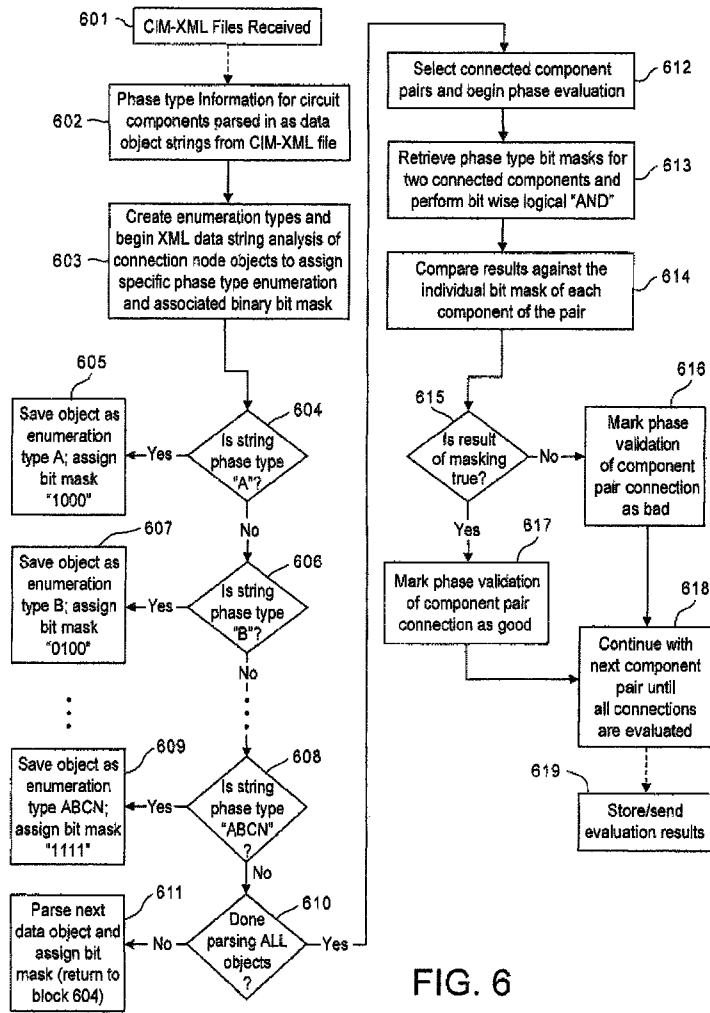 601
CIM-XML Files Received
602
Phase type Information for circuit
components parsed in as data
object strings from CIM-XML file
603
Create enumeration types and
begin XML data string analysis of
connection node objects to assign
specific phase type enumeration
and associated binary bit mask
604
Is string
phase type
"A"?
Yes
605
Save object as
enumeration
type A; assign
bit mask
"1000"
No
606
Is string
phase type
"B"?
Yes
607
Save object as
enumeration
type B; assign
bit mask
"0100"
No
608
Is string
phase type
"ABCN"
?
Yes
609
Save object as
enumeration
type ABCN;
assign bit mask
"1111"
No
610
Done
parsing ALL
objects
?
No
611
Parse next
data object and
assign bit
mask (return to
block 604)
Yes
612
Select connected component
pairs and begin phase evaluation
613
Retrieve phase type bit masks for
two connected components and
perform bit wise logical "AND"
614
Compare results against the
individual bit mask of each
component of the pair
615
Is result
of masking
true?
No
616
Mark phase
validation
of component
pair connection
as bad
Yes
617
Mark phase validation
of component pair
connection as good
618
Continue with
next component
pair until
all connections
are evaluated
619
Store/send
evaluation results
FIG. 6